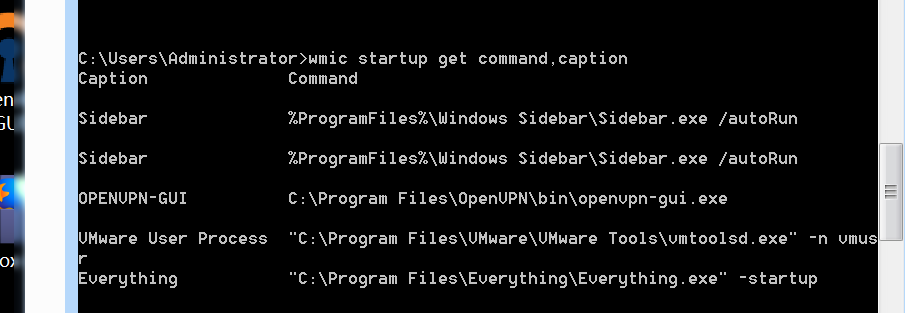 C:\Users\Administrator>wmic startup get command,caption
Caption Command
Sidebar %ProgramFiles%\Windows Sidebar\Sidebar.exe /autoRun
Sidebar %ProgramFiles%\Windows Sidebar\Sidebar.exe /autoRun
en
GU
OPENVPN-GUI C:\Program Files\OpenVPN\bin\openvpn-gui.exe
VMware User Process "C:\Program Files\VMware\VMware Tools\vmtoolsd.exe" -n vmus
r
ox
Everything "C:\Program Files\Everything\Everything.exe" -startup